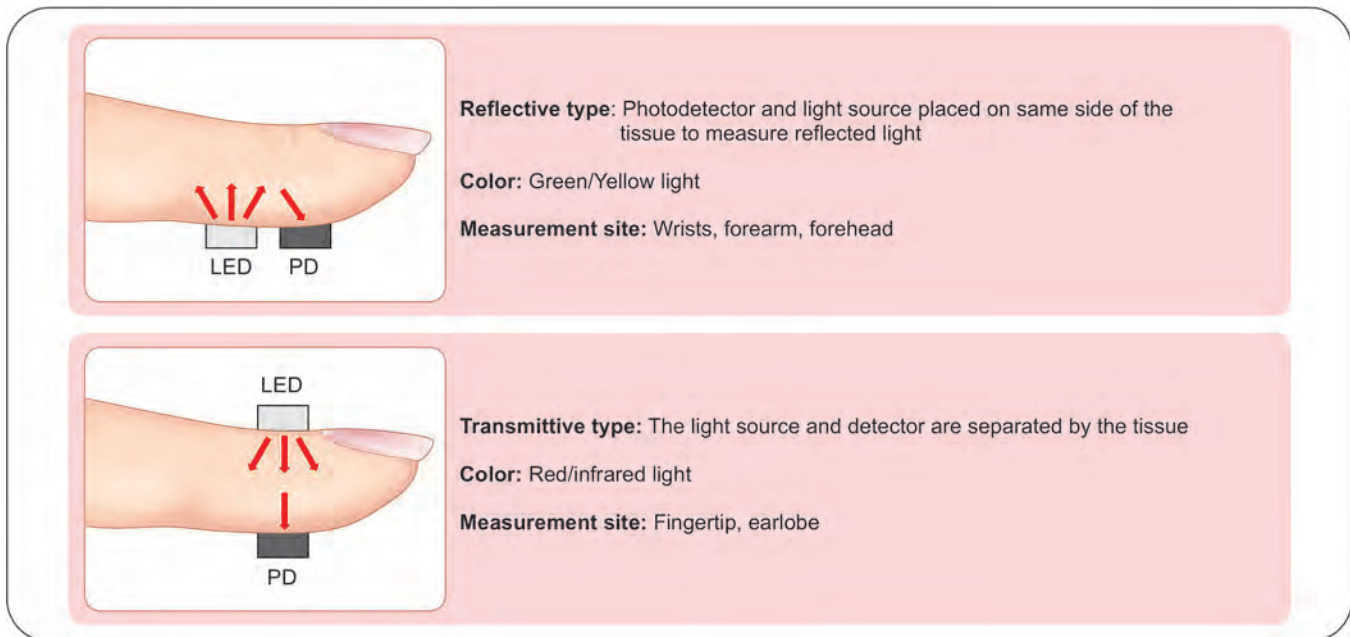 LED PD
Reflective type: Photodetector and light source placed on same side of the
tissue to measure reflected light
Color: Green/Yellow light
Measurement site: Wrists, forearm, forehead
LED
PD
Transmittive type: The light source and detector are separated by the tissue
Color: Red/infrared light
Measurement site: Fingertip, earlobe